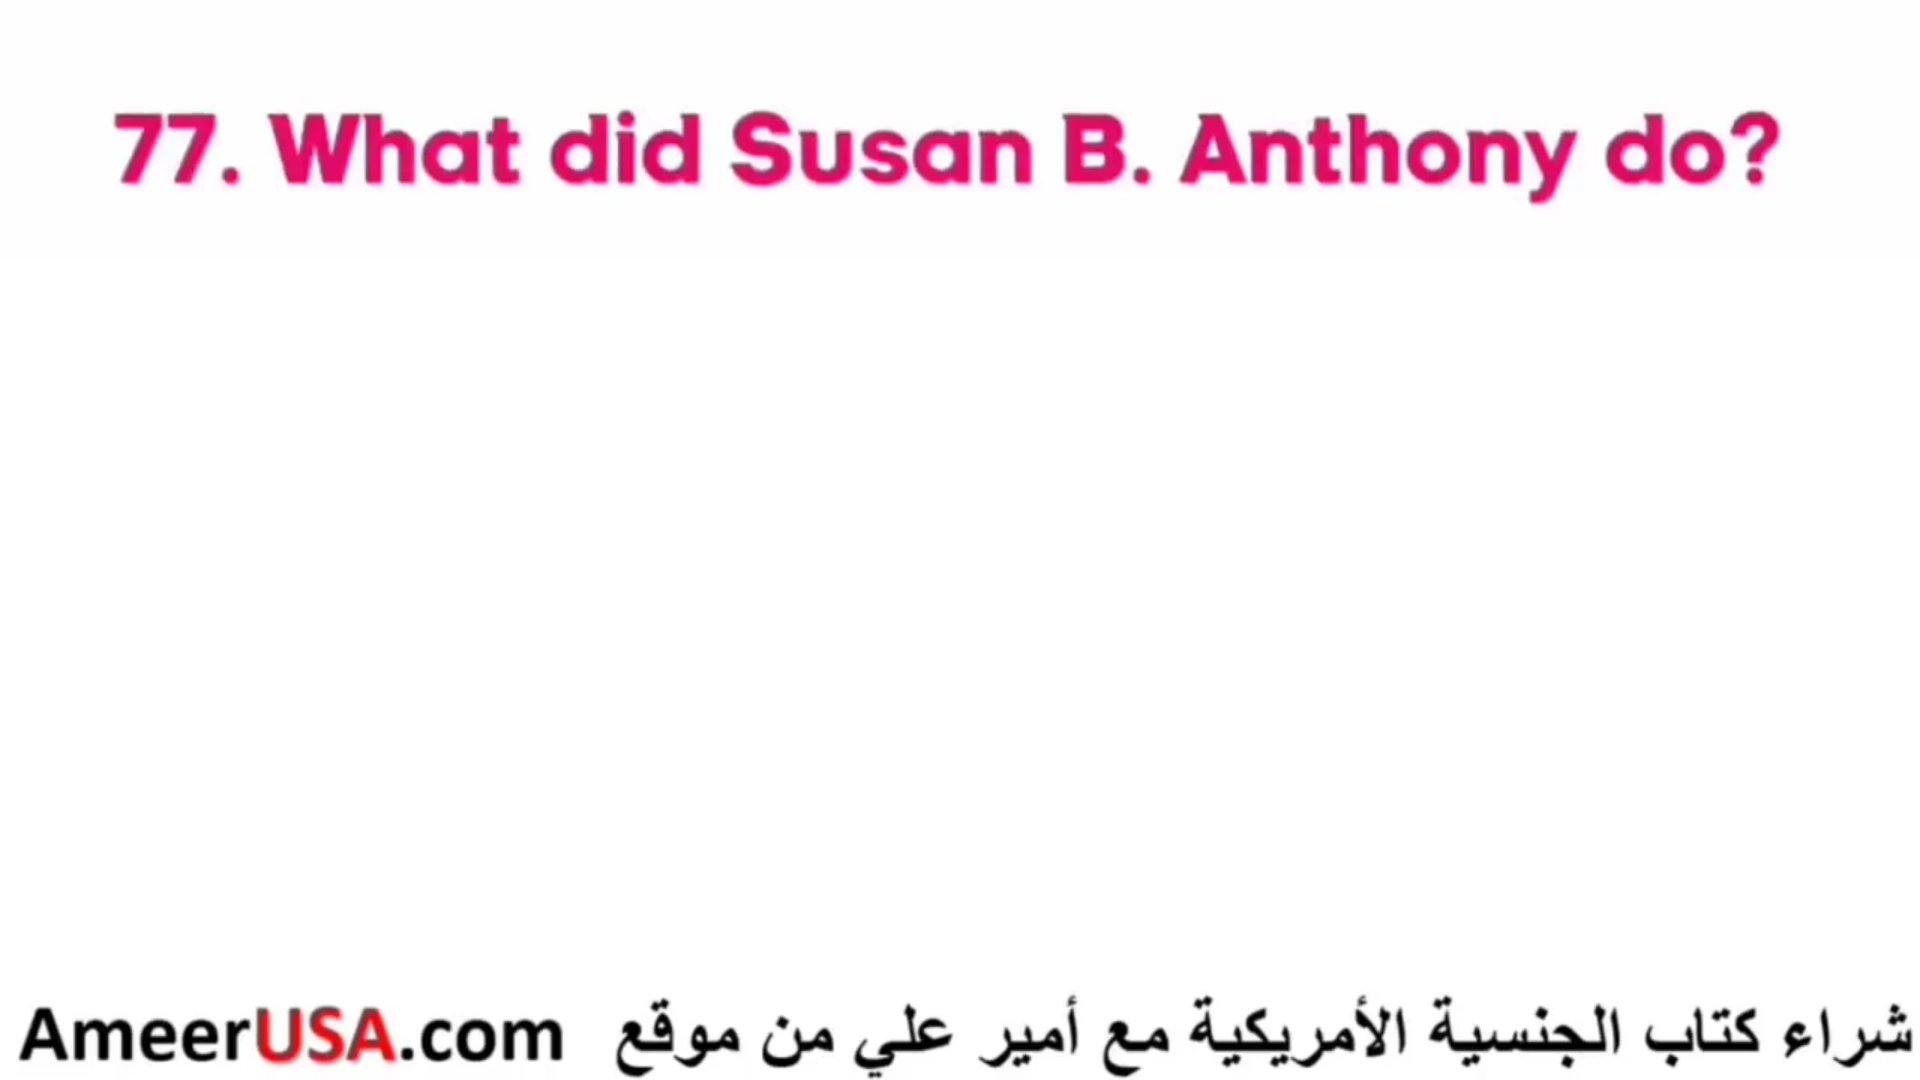 77. What did Susan B. Anthony do?
AmeerUSA.com شراء كتاب الجنسية الأمريكية مع أمير علي من موقع